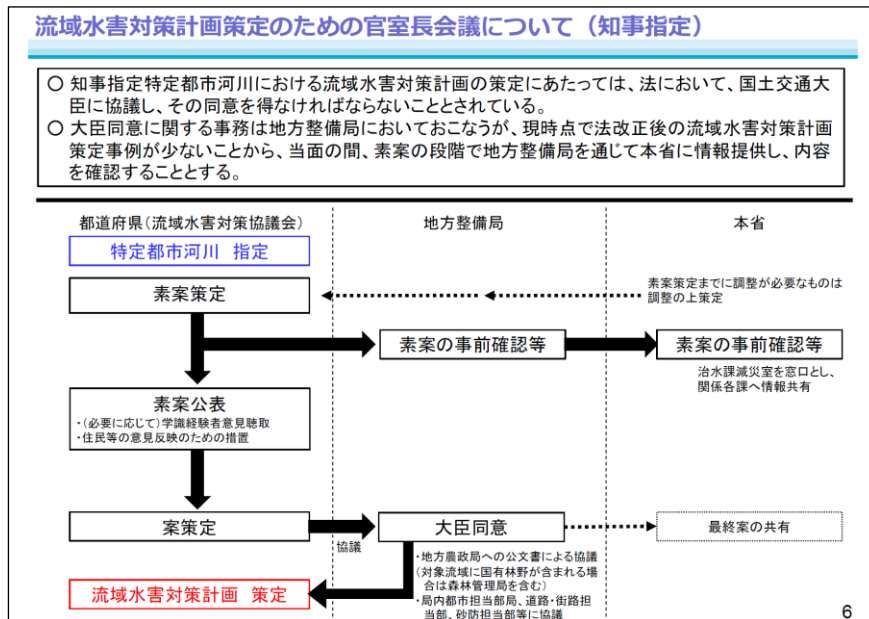 流域水害対策計画策定のための官室長会議について（知事指定）
○ 知事指定特定都市河川における流域水害対策計画の策定にあたっては、法において、国土交通大
臣に協議し、その同意を得なければならないこととされている。
○ 大臣同意に関する事務は地方整備局においておこなうが、現時点で法改正後の流域水害対策計画
策定事例が少ないことから、当面の間、素案の段階で地方整備局を通じて本省に情報提供し、内容
を確認することとする。
都道府県（流域水害対策協議会）
地方整備局
本省
特定都市河川 指定
素案策定
素案策定までに調整が必要なものは
調整の上策定
素案の事前確認等
素案の事前確認等
治水課減災室を窓口とし、
関係各課へ情報共有
素案公表
・（必要に応じて）学識経験者意見聴取
・住民等の意見反映のための措置
案策定
協議
大臣同意
最終案の共有
・地方農政局への公文書による協議
（対象流域に国有林野が含まれる場
合は森林管理局を含む）
・局内都市担当部局、道路・街路担
当部、砂防担当部等に協議
流域水害対策計画 策定
6